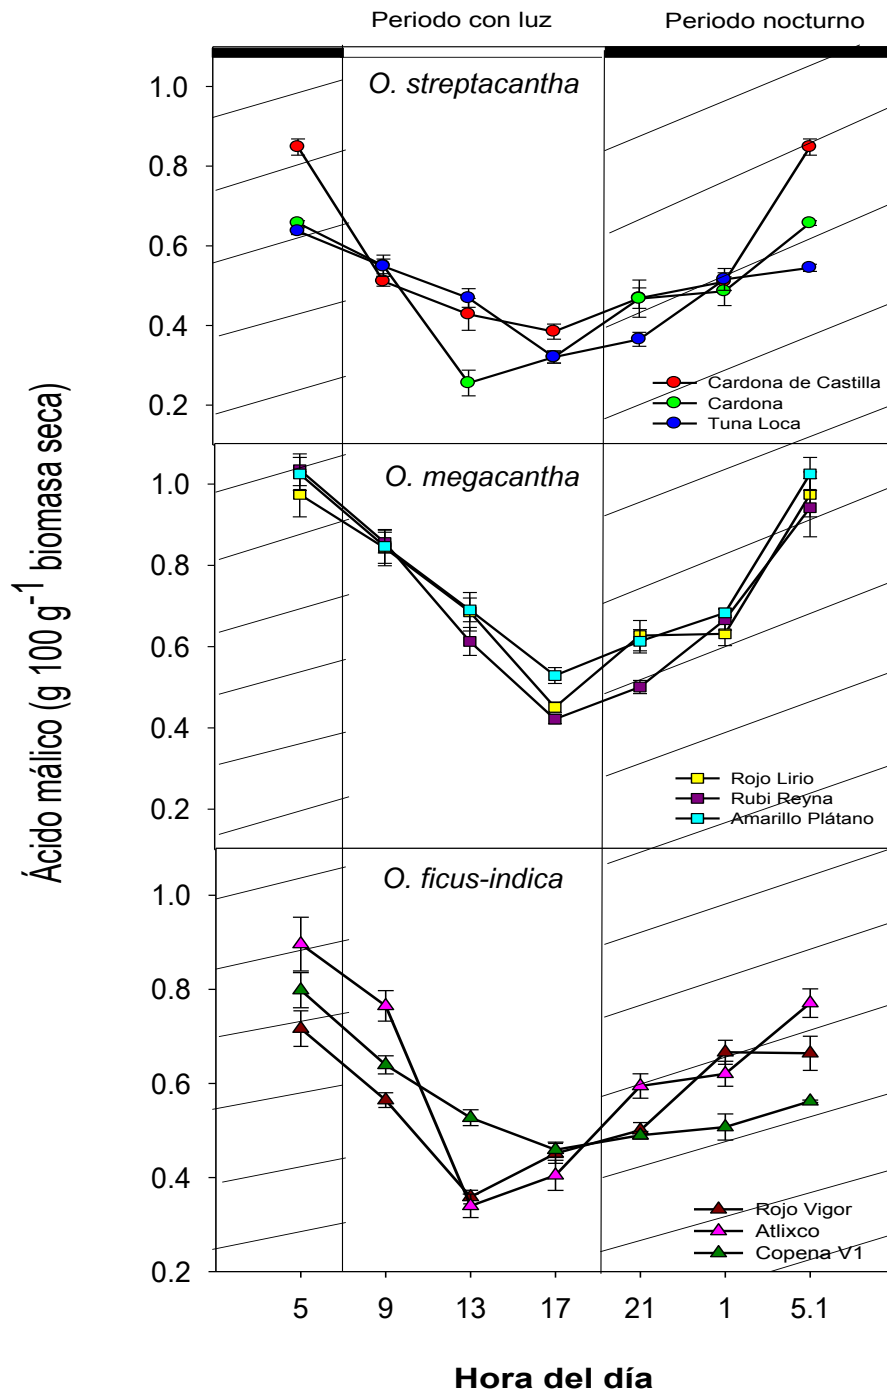 Periodo con luz
Periodo nocturno
Ácido málico (g 100 g-1 biomasa seca)
O. streptacantha
1.0
0.8
0.6
0.4
0.2
Cardona de Castilla
Cardona
Tuna Loca
O. megacantha
1.0
0.8
0.6
0.4
0.2
Rojo Lirio
Rubi Reyna
Amarillo Plátano
O. ficus-indica
1.0
0.8
0.6
0.4
0.2
Rojo Vigor
Atlixco
Copena V1
5 9 13 17 21 1 5.1
Hora del día